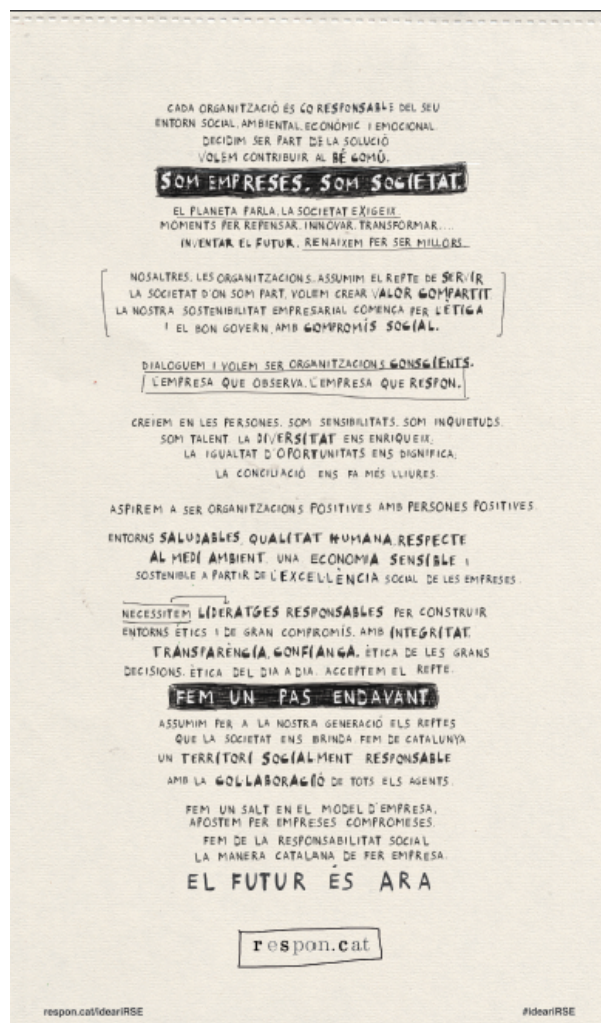 CADA ORGANITZACIÓ ÉS CO RESPONSABLE DEL SEU
ENTORN SOCIAL, AMBIENTAL, ECONÒMIC I EMOCIONAL.
DECIDIM SER PART DE LA SOLUCIÓ
VOLEM CONTRIBUIR AL BÉ COMÚ.
SOM EMPRESES. SOM SOCIETAT.
EL PLANETA PARLA. LA SOCIETAT EXIGEIX
MOMENTS PER REPENSAR. INNOVAR. TRANSFORMAR....
INVENTAR EL FUTUR. RENAIXEM PER SER MILLORS.
NOSALTRES, LES ORGANITZACIONS, ASSUMIM EL REPTE DE SERVIR
LA SOCIETAT D'ON SOM PART, VOLEM CREAR VALOR COMPARTIT
LA NOSTRA SOSTENIBILITAT EMPRESARIAL COMENÇA PER L'ÈTICA
I EL BON GOVERN, AMB COMPROMÍS SOCIAL.
DIALOGUEM I VOLEM SER ORGANITZACIONS CONSCIENTS.
L'EMPRESA QUE OBSERVA. L'EMPRESA QUE RESPON.
CREIEM EN LES PERSONES. SOM SENSIBILITATS. SOM INQUIETUDS.
SOM TALENT. LA DIVERSITAT ENS ENRIQUEIX;
LA IGUALTAT D'OPORTUNITATS ENS DIGNIFICA;
LA CONCILIACIÓ ENS FA MÉS LLIURES.
ASPIREM A SER ORGANITZACIONS POSITIVES AMB PERSONES POSITIVES.
ENTORNS SALUDABLES, QUALITAT HUMANA, RESPECTE
AL MEDI AMBIENT, UNA ECONOMIA SENSIBLE I
SOSTENIBLE A PARTIR DE L'EXCEL·LÈNCIA SOCIAL DE LES EMPRESES.
NECESSITEM LIDERATGES RESPONSABLES PER CONSTRUIR
ENTORNS ÈTICS I DE GRAN COMPROMÍS, AMB INTEGRITAT,
TRANSPARÈNCIA, CONFIANÇA. ÈTICA DE LES GRANS
DECISIONS. ÈTICA DEL DIA A DIA. ACCEPTEM EL REPTE.
FEM UN PAS ENDAVANT.
ASSUMIM PER A LA NOSTRA GENERACIÓ ELS REPTES
QUE LA SOCIETAT ENS BRINDA FEM DE CATALUNYA
UN TERRITORI SOCIALMENT RESPONSABLE
AMB LA COL·LABORACIÓ DE TOTS ELS AGENTS.
FEM UN SALT EN EL MODEL D'EMPRESA,
APOSTEM PER EMPRESES COMPROMESES.
FEM DE LA RESPONSABILITAT SOCIAL
LA MANERA CATALANA DE FER EMPRESA.
EL FUTUR ÉS ARA
respon.cat
respon.cat/ideariRSE
#ideariRSE